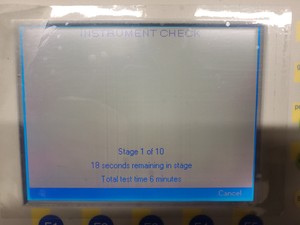 INSTRUMENT CHECK
Stage 1 of 10
18 seconds remaining in stage
Total test time 6 minutes
Cancel